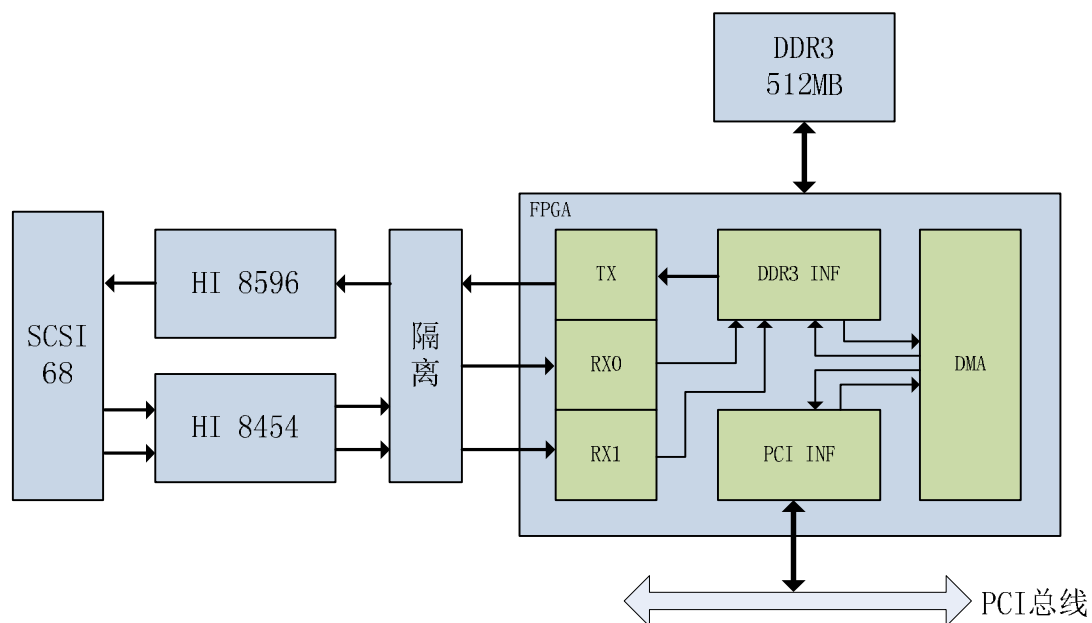 DDR3
512MB
FPGA
SCSI
68
HI 8596
HI 8454
隔
离
TX
RX0
RX1
DDR3 INF
PCI INF
DMA
PCI总线